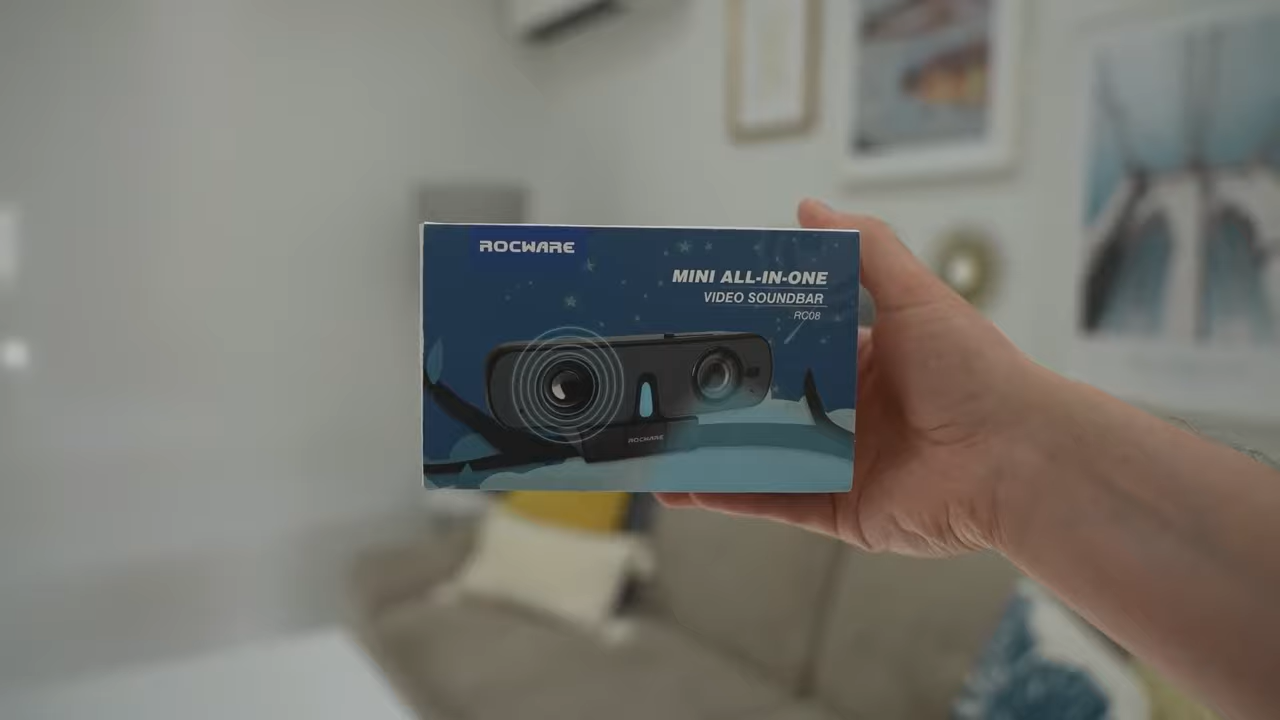 ROCWARE
MINI ALL-IN-ONE
VIDEO SOUNDBAR
RC08
ROCWARE